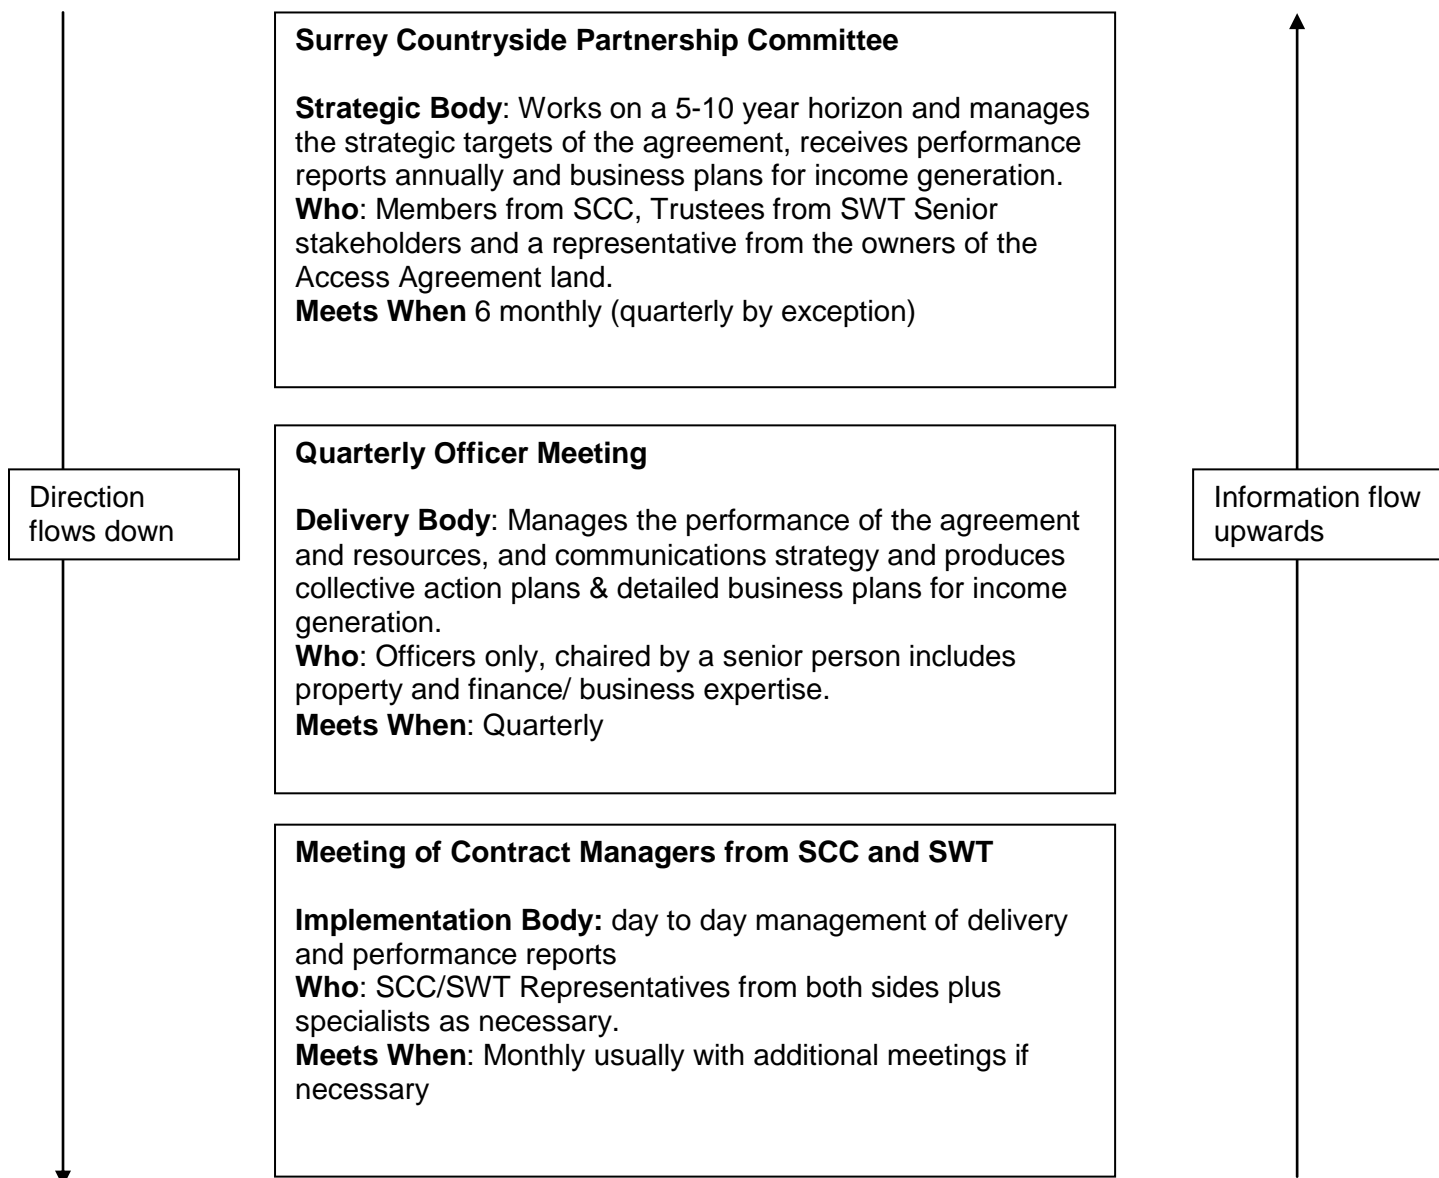 Surrey Countryside Partnership Committee
Strategic Body: Works on a 5-10 year horizon and manages
the strategic targets of the agreement, receives performance
reports annually and business plans for income generation.
Who: Members from SCC, Trustees from SWT Senior
stakeholders and a representative from the owners of the
Access Agreement land.
Meets When 6 monthly (quarterly by exception)
Direction
flows down
Quarterly Officer Meeting
Delivery Body: Manages the performance of the agreement
and resources, and communications strategy and produces
collective action plans & detailed business plans for income
generation.
Who: Officers only, chaired by a senior person includes
property and finance/ business expertise.
Meets When: Quarterly
Information flow
upwards
Meeting of Contract Managers from SCC and SWT
Implementation Body: day to day management of delivery
and performance reports
Who: SCC/SWT Representatives from both sides plus
specialists as necessary.
Meets When: Monthly usually with additional meetings if
necessary